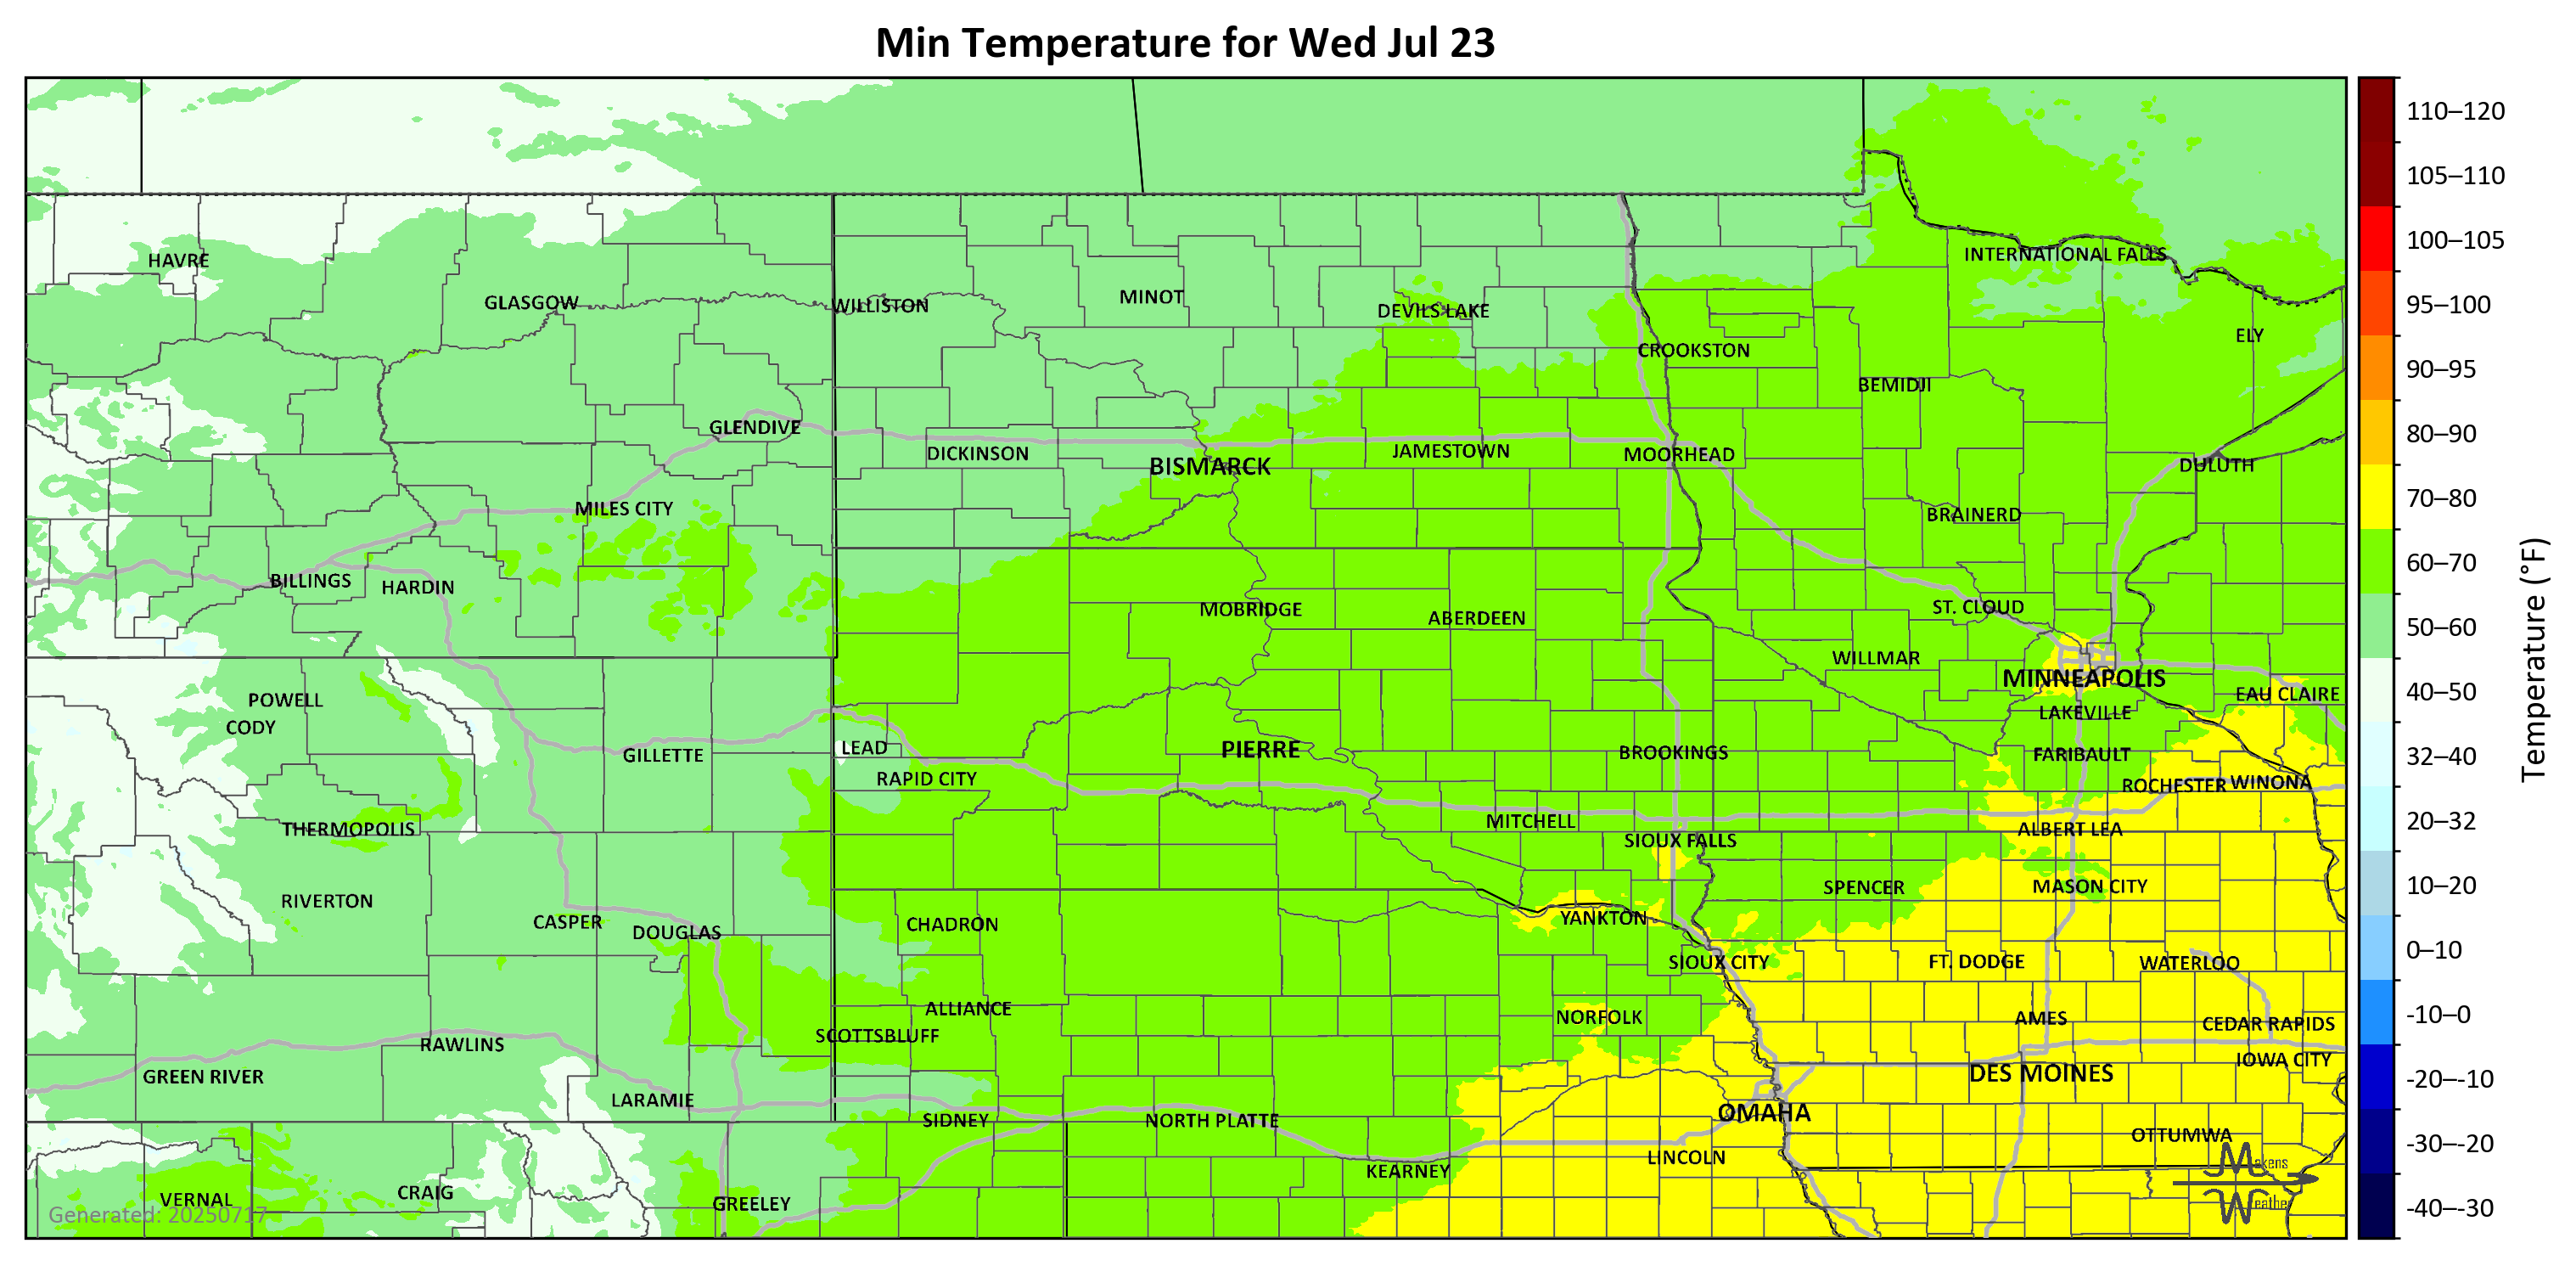 Min Temperature for Wed Jul 23
HAVRE
GLASGOW
WILLISTON
MINOT
DEVILS LAKE
INTERNATIONAL FALLS
ELY
CROOKSTON
BEMIDJI
GLENDIVE
DICKINSON
BISMARCK
JAMESTOWN
MOORHEAD
DULUTH
MILES CITY
BRAINERD
BILLINGS
HARDIN
MOBRIDGE
ABERDEEN
ST. CLOUD
WILLMAR
MINNEAPOLIS
EAU CLAIRE
POWELL
CODY
LAKEVILLE
GILLETTE
LEAD
PIERRE
BROOKINGS
FARIBAULT
RAPID CITY
ROCHESTER
WINONA
THERMOPOLIS
MITCHELL
SIOUX FALLS
ALBERT LEA
RIVERTON
SPENCER
MASON CITY
CASPER
DOUGLAS
CHADRON
YANKTON
SIOUX CITY
FT. DODGE
WATERLOO
ALLIANCE
NORFOLK
AMES
CEDAR RAPIDS
SCOTTSBLUFF
RAWLINS
IOWA CITY
GREEN RIVER
DES MOINES
LARAMIE
SIDNEY
NORTH PLATTE
OMAHA
OTTUMWA
LINCOLN
KEARNEY
VERNAL
CRAIG
GREELEY
Generated: 20250717
Makens
Weather
110–120
105–110
100–105
95–100
90–95
80–90
70–80
60–70
50–60
40–50
32–40
20–32
10–20
0–10
-10–0
-20–-10
-30–-20
-40–-30
Temperature (°F)